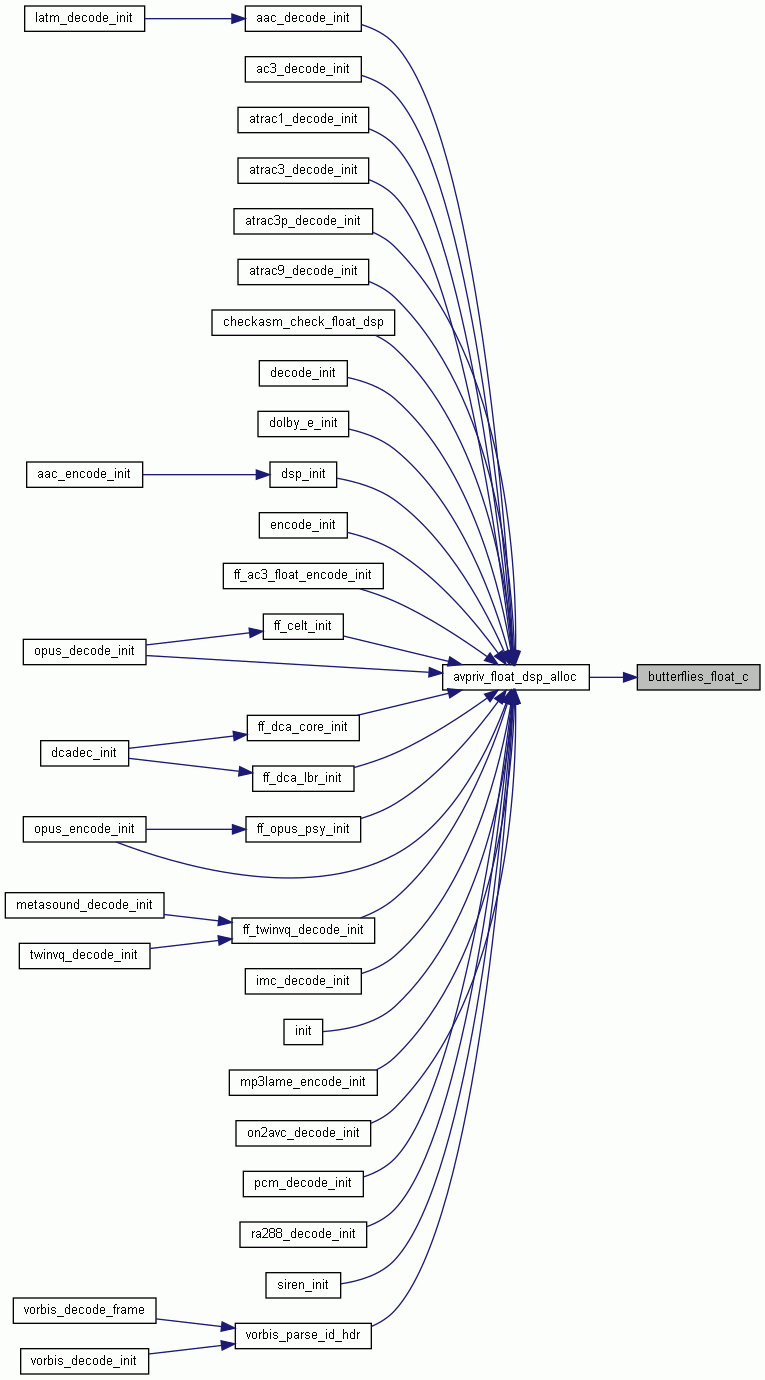 latm_decode_init
aac_decode_init
ac3_decode_init
atrac1_decode_init
atrac3_decode_init
atrac3p_decode_init
atrac9_decode_init
checkasm_check_float_dsp
decode_init
dolby_e_init
aac_encode_init
dsp_init
encode_init
ff_ac3_float_encode_init
ff_celt_init
opus_decode_init
avpriv_float_dsp_alloc
butterflies_float_c
ff_dca_core_init
dcadec_init
ff_dca_lbr_init
opus_encode_init
ff_opus_psy_init
metasound_decode_init
ff_twinvq_decode_init
twinvq_decode_init
imc_decode_init
init
mp3lame_encode_init
on2avc_decode_init
pcm_decode_init
ra288_decode_init
siren_init
vorbis_decode_frame
vorbis_parse_id_hdr
vorbis_decode_init